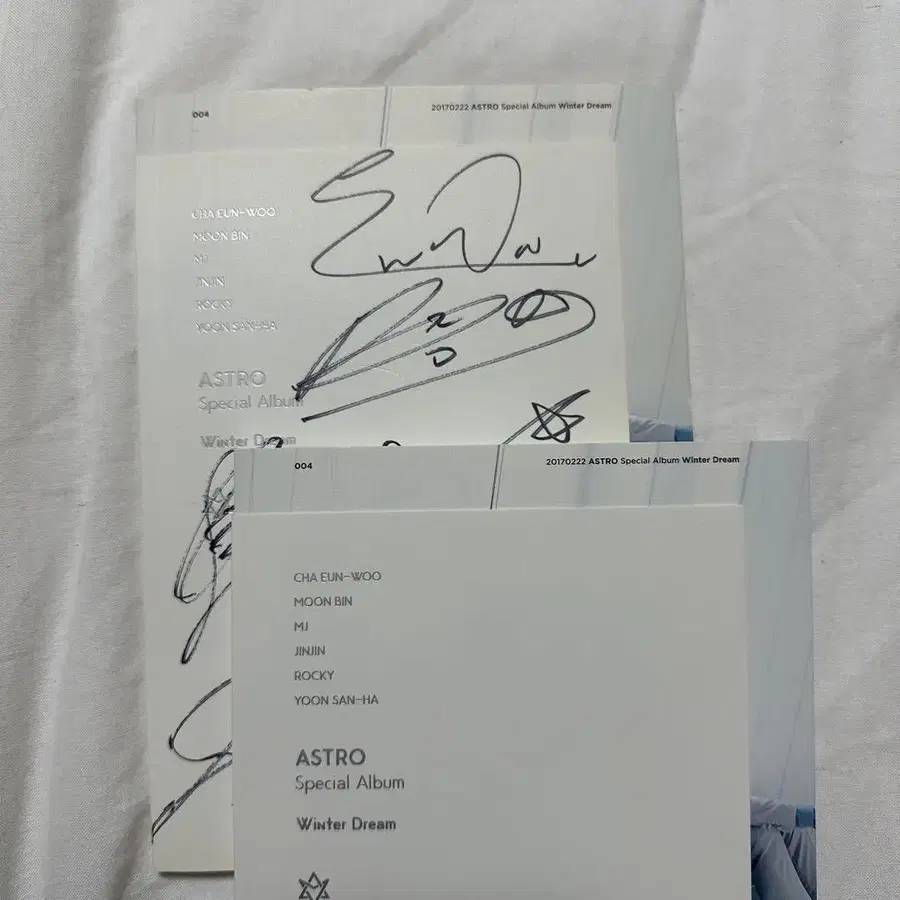 004
20170222 ASTRO Special Album Winter Dream
CHA EUN-WOO
MOON BIN
MJ
JINJIN
ROCKY
YOON SAN-HA
ASTRO
Special Album
Winter Dream
004
20170222 ASTRO Special Album Winter Dream
CHA EUN-WOO
MOON BIN
MJ
JINJIN
ROCKY
YOON SAN-HA
ASTRO
Special Album
Winter Dream